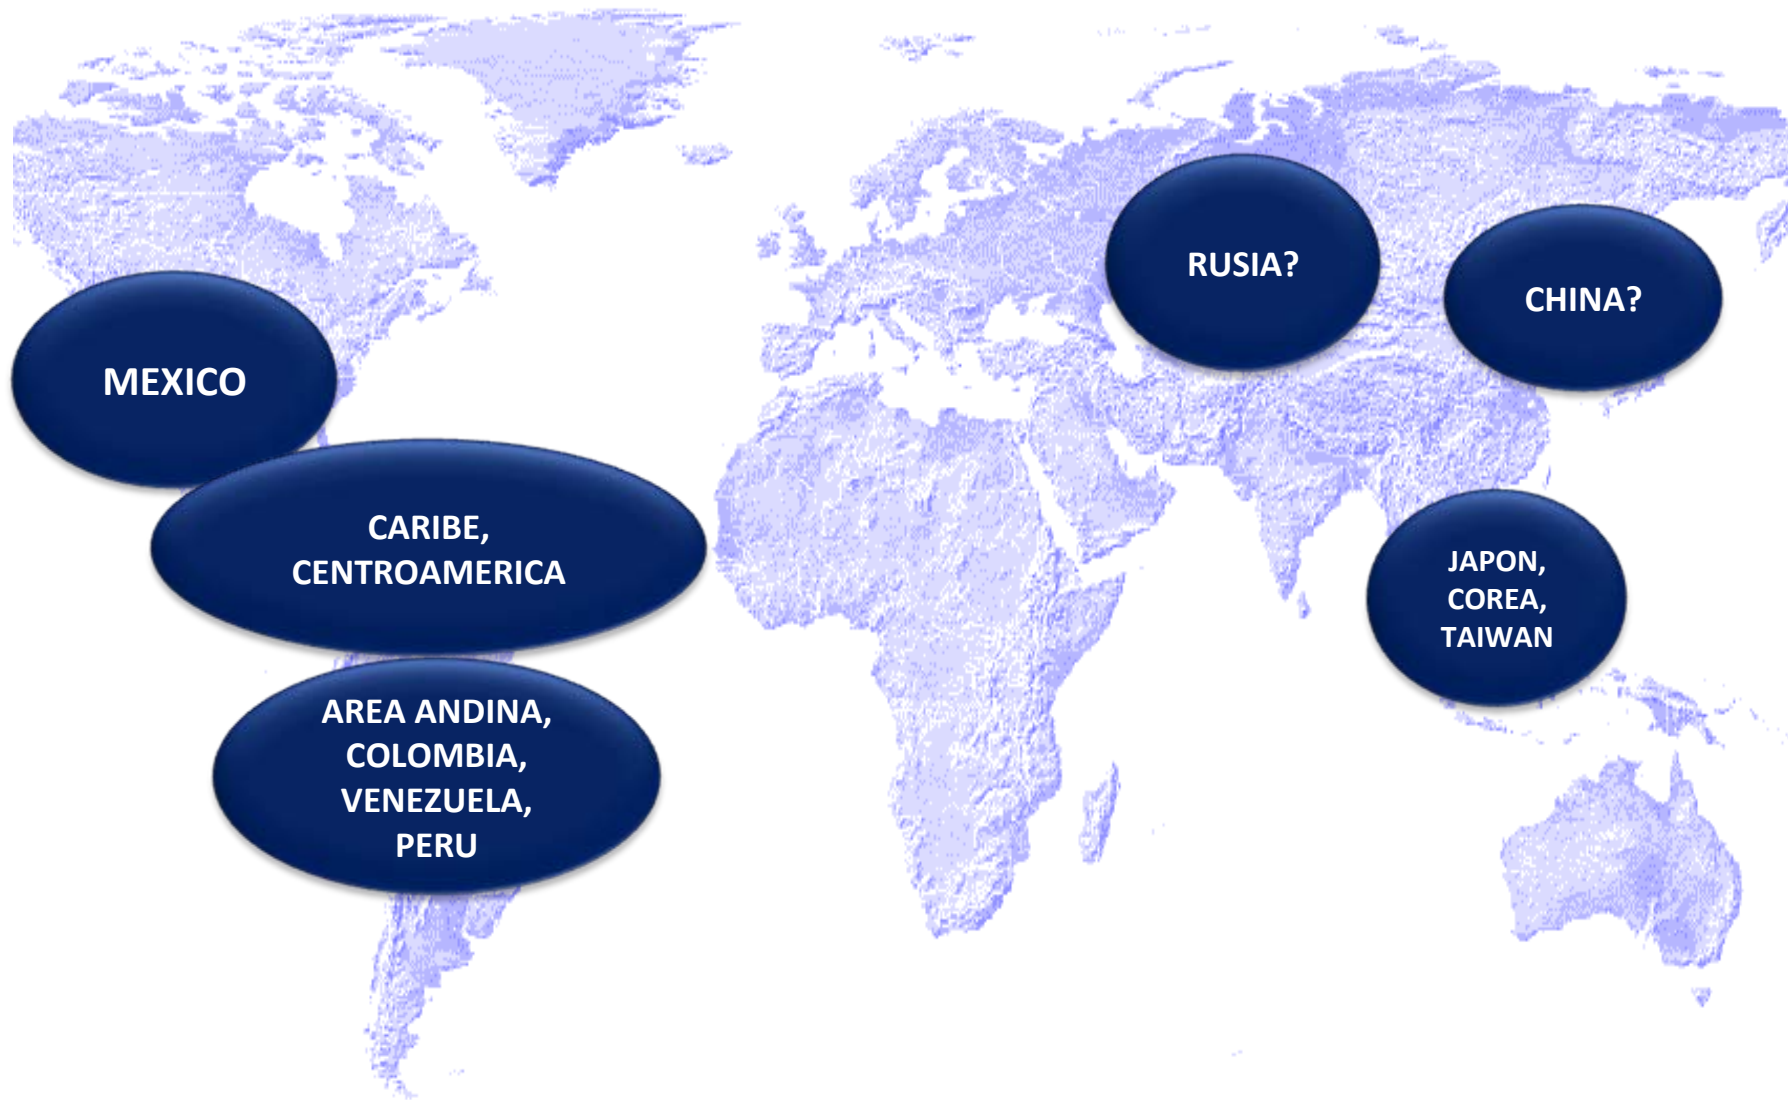 MEXICO
CARIBE,
CENTROAMERICA
AREA ANDINA,
COLOMBIA,
VENEZUELA,
PERU
RUSIA?
CHINA?
JAPON,
COREA,
TAIWAN